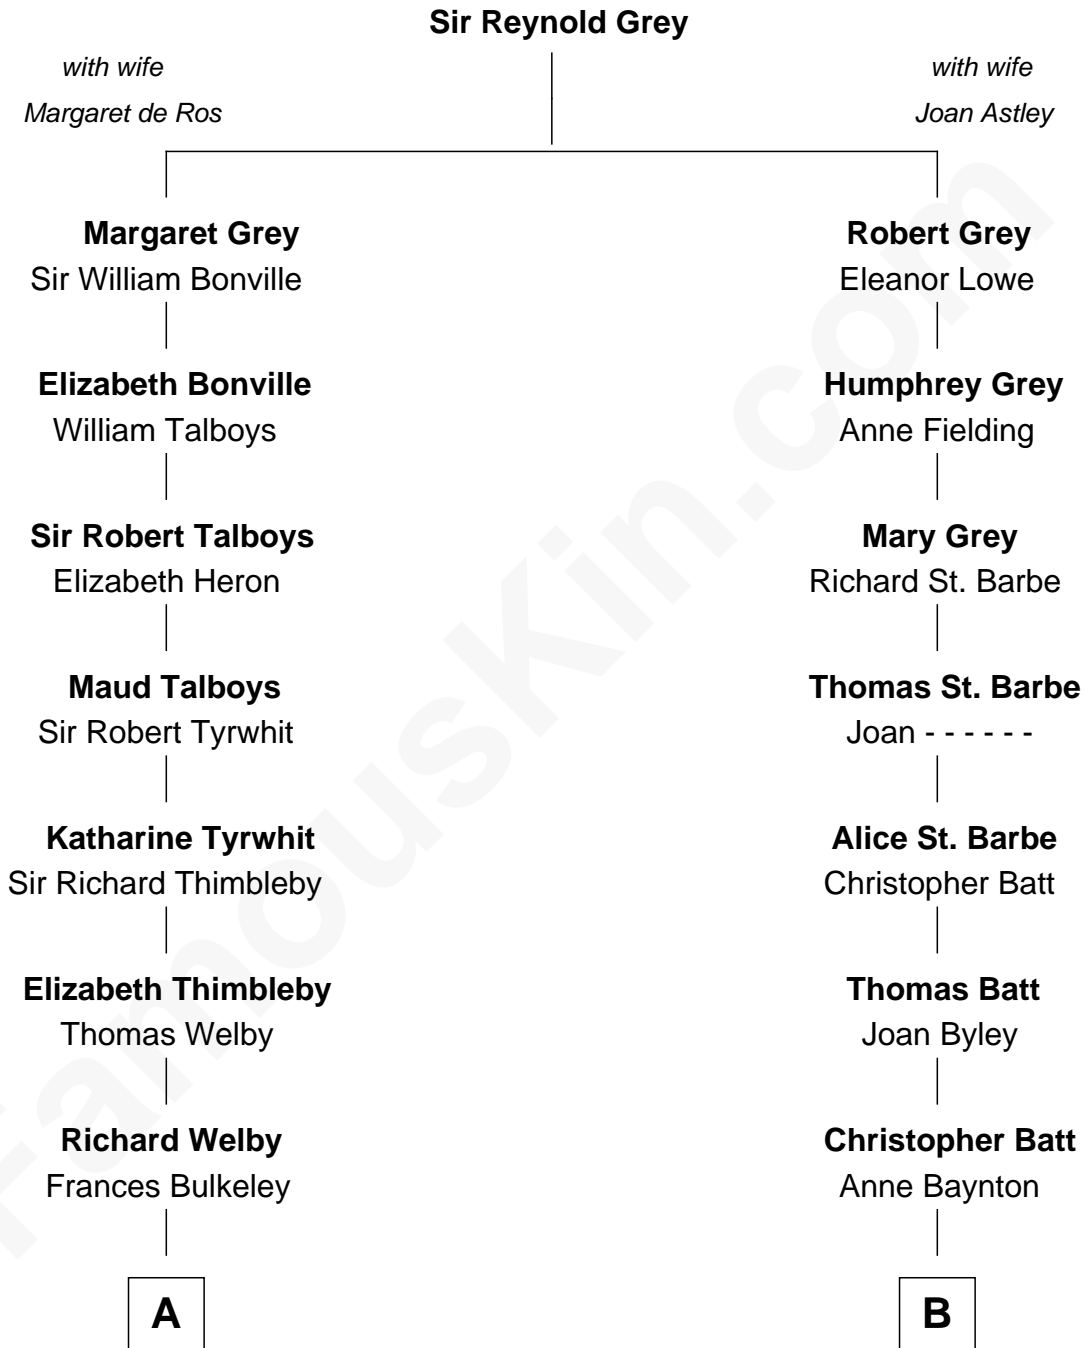 Sir Reynold Grey
with wife
Margaret de Ros
with wife
Joan Astley
Margaret Grey
Sir William Bonville
Robert Grey
Eleanor Lowe
Elizabeth Bonville
William Talboys
Humphrey Grey
Anne Fielding
Sir Robert Talboys
Elizabeth Heron
Mary Grey
Richard St. Barbe
Maud Talboys
Sir Robert Tyrwhit
Thomas St. Barbe
Joan - - - - - -
Katharine Tyrwhit
Sir Richard Thimbleby
Alice St. Barbe
Christopher Batt
Elizabeth Thimbleby
Thomas Welby
Thomas Batt
Joan Byley
Richard Welby
Frances Bulkeley
Christopher Batt
Anne Baynton
A
B
FamousKin.com